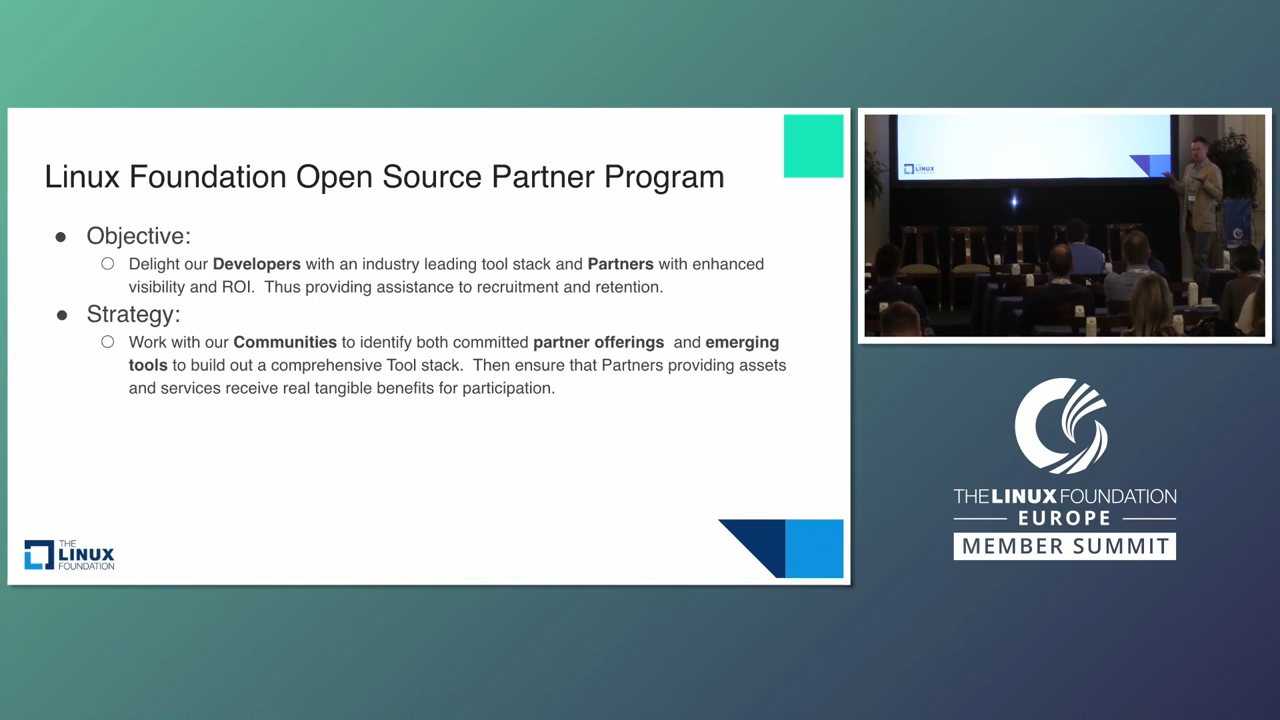 Linux Foundation Open Source Partner Program
● Objective:
○ Delight our Developers with an industry leading tool stack and Partners with enhanced
visibility and ROI. Thus providing assistance to recruitment and retention.
● Strategy:
○ Work with our Communities to identify both committed partner offerings and emerging
tools to build out a comprehensive Tool stack. Then ensure that Partners providing assets
and services receive real tangible benefits for participation.
THE
LINUX
FOUNDATION
LINUX
THE LINUX FOUNDATION
EUROPE
MEMBER SUMMIT